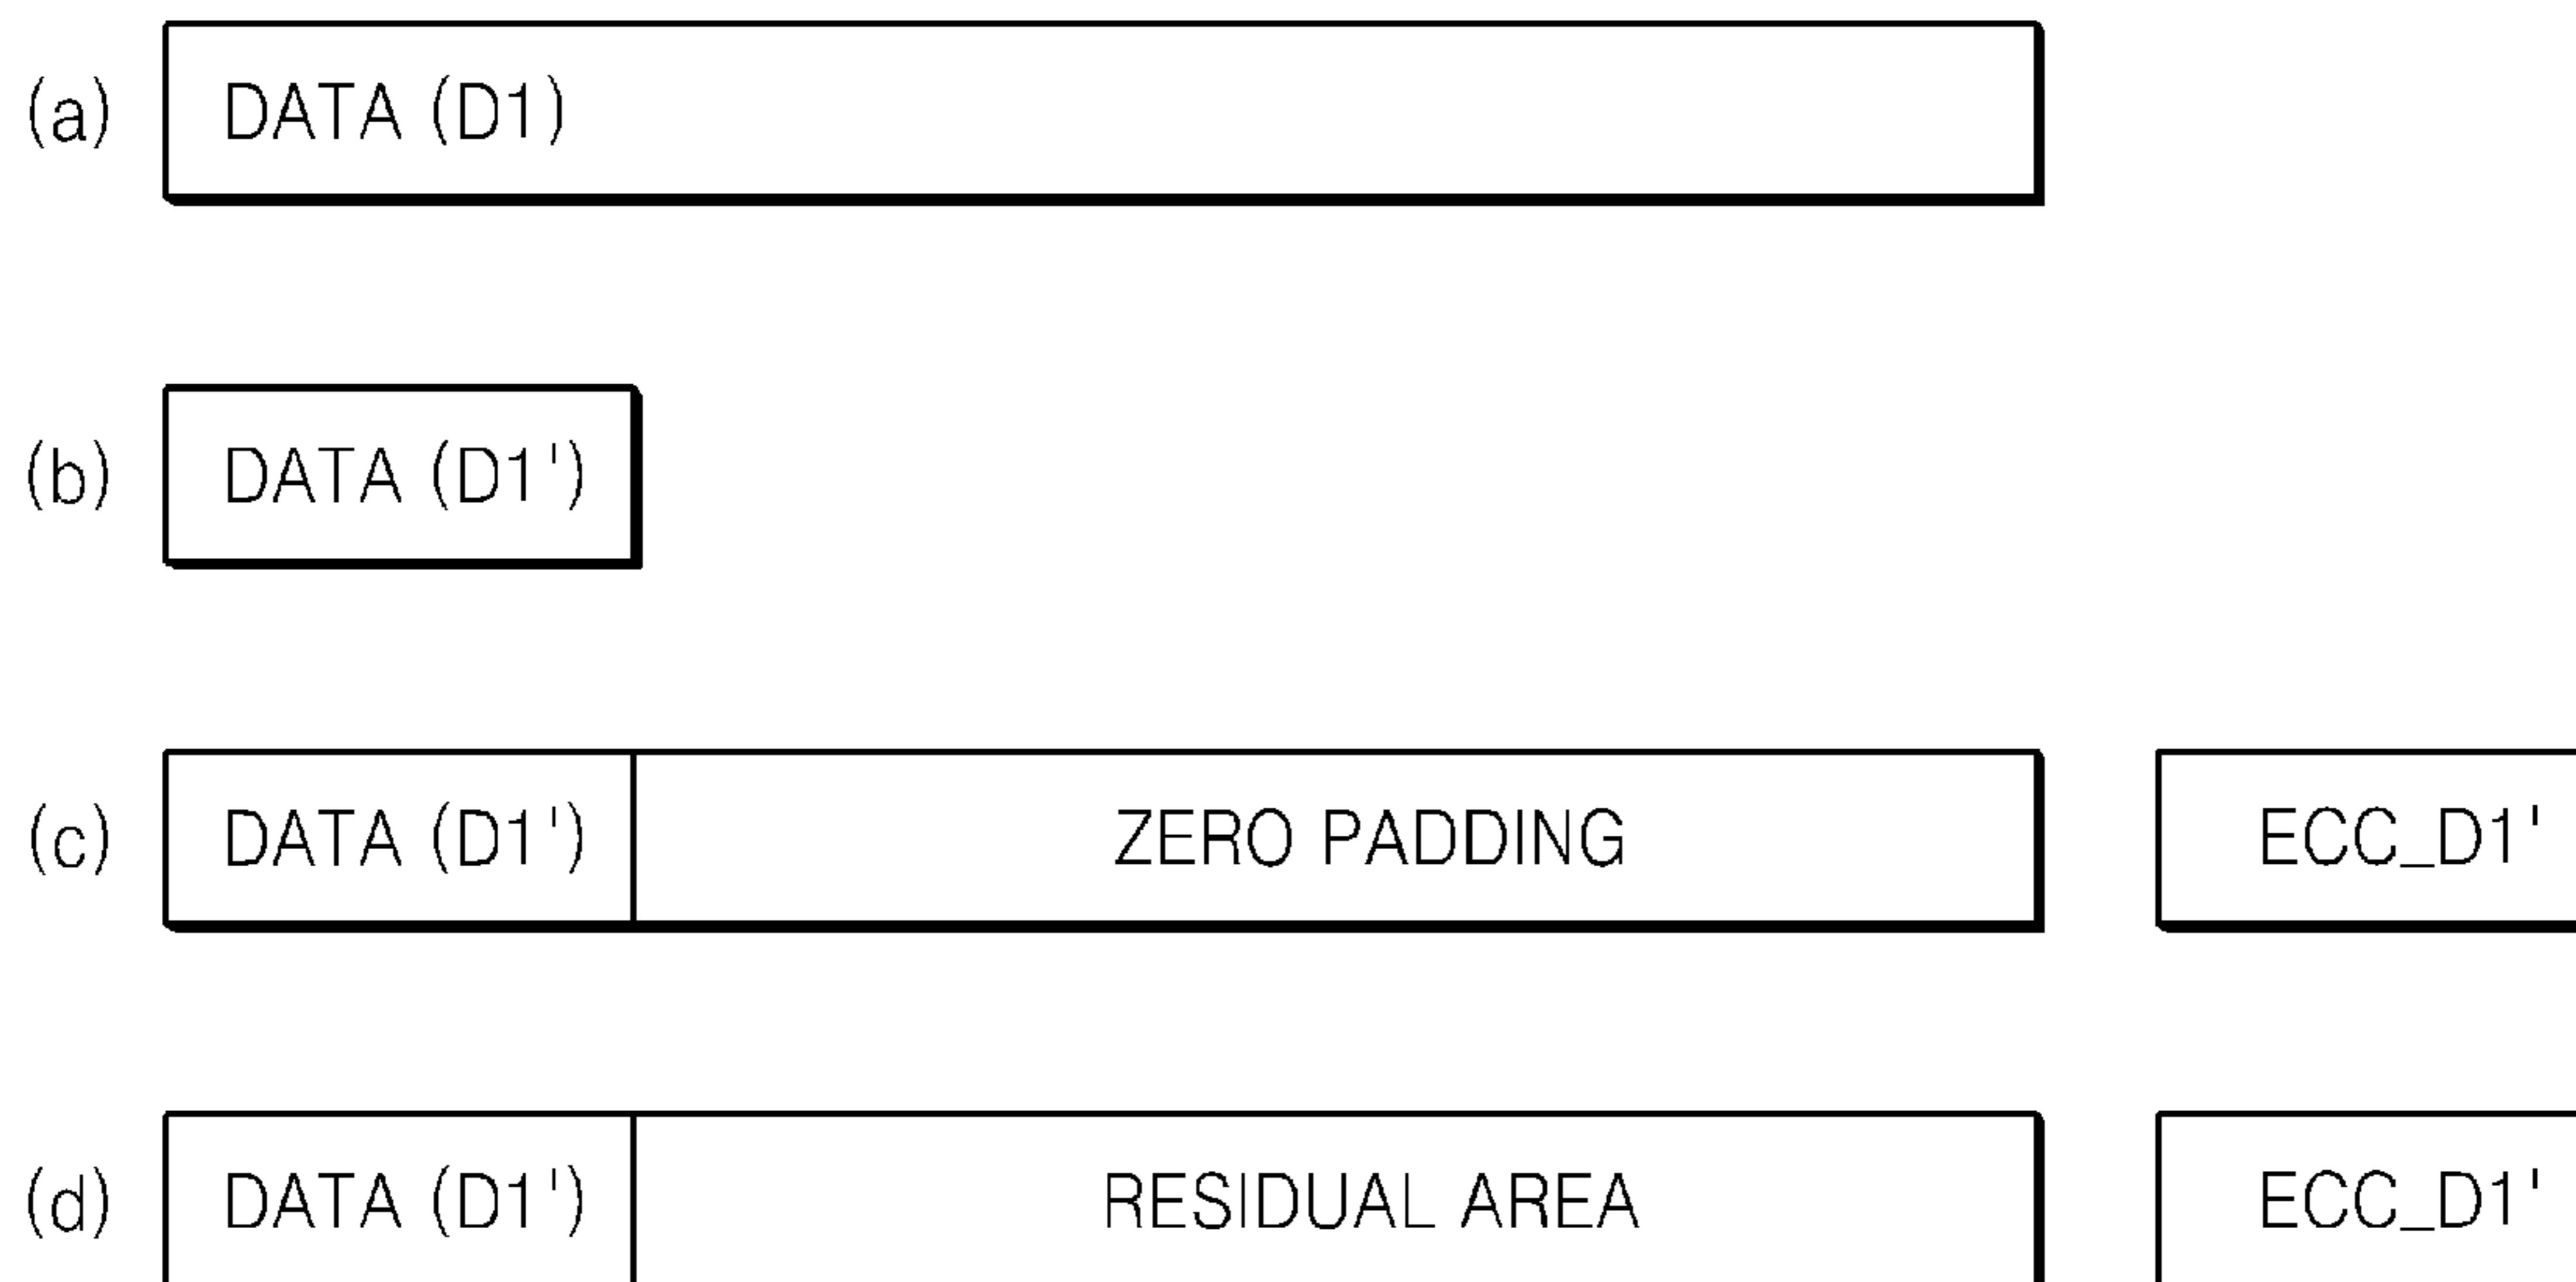 (a) DATA (D1)
(b) DATA (D1')
(c) DATA (D1') ZERO PADDING ECC_D1'
(d) DATA (D1') RESIDUAL AREA ECC_D1'